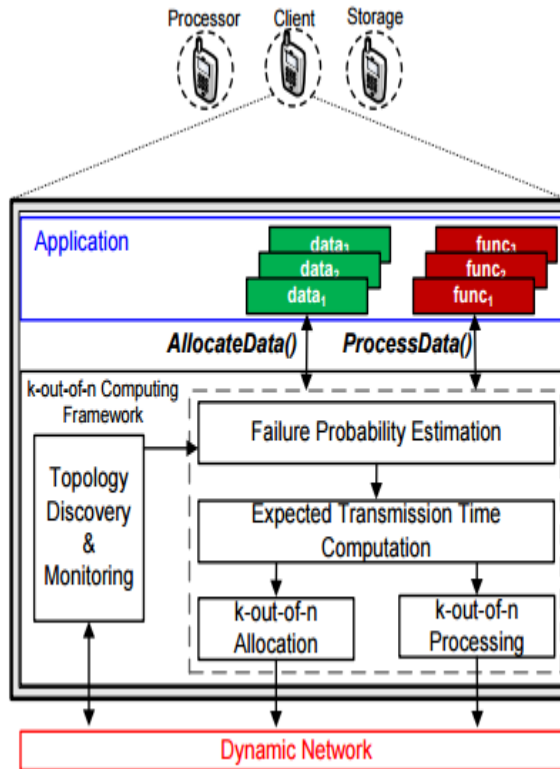 Processor Client Storage
Application
data3
data2
data1
func3
func2
func1
AllocateData() ProcessData()
k-out-of-n Computing
Framework
Topology
Discovery
&
Monitoring
Failure Probability Estimation
Expected Transmission Time
Computation
k-out-of-n
Allocation
k-out-of-n
Processing
Dynamic Network